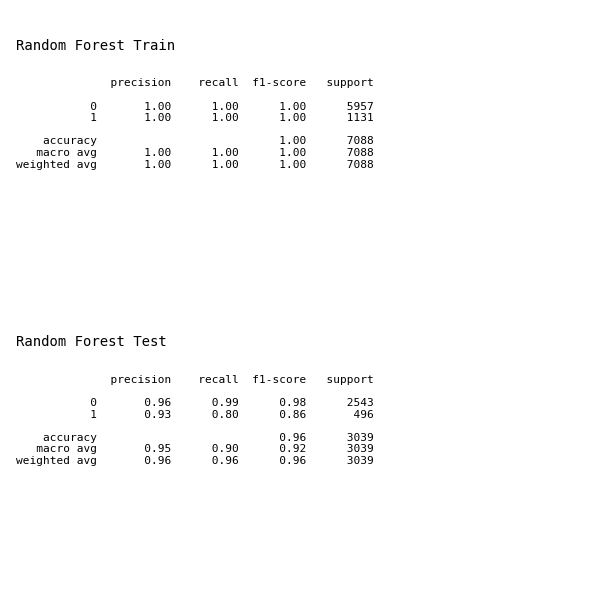 Random Forest Train
precision recall f1-score support
0 1.00 1.00 1.00 5957
1 1.00 1.00 1.00 1131
accuracy 1.00 7088
macro avg 1.00 1.00 1.00 7088
weighted avg 1.00 1.00 1.00 7088
Random Forest Test
precision recall f1-score support
0 0.96 0.99 0.98 2543
1 0.93 0.80 0.86 496
accuracy 0.96 3039
macro avg 0.95 0.90 0.92 3039
weighted avg 0.96 0.96 0.96 3039